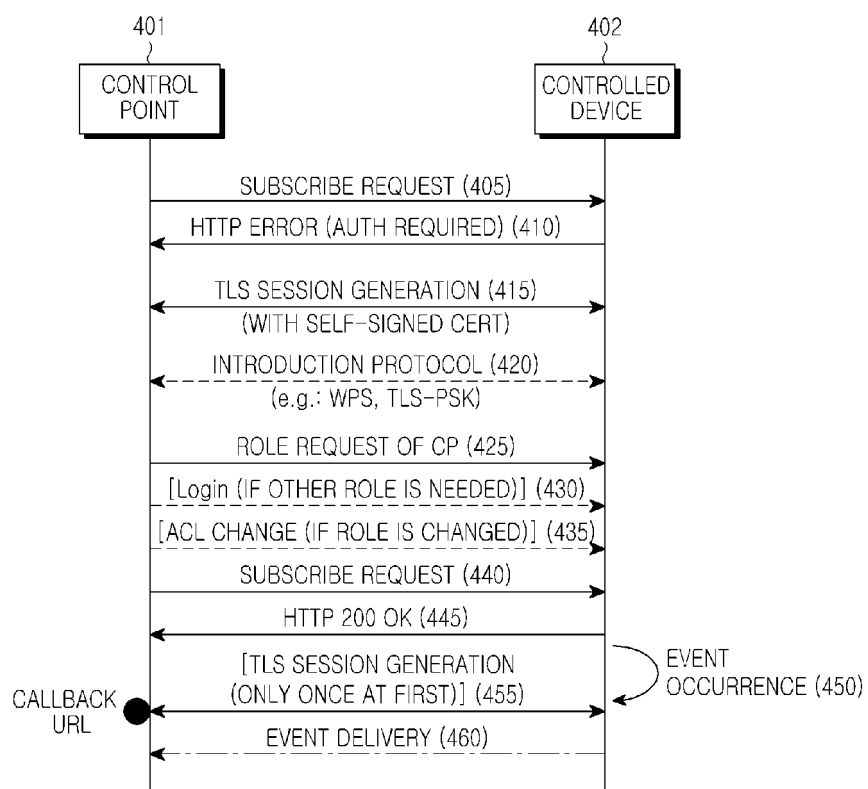 401
402
CONTROL
POINT
CONTROLLED
DEVICE
SUBSCRIBE REQUEST (405)
HTTP ERROR (AUTH REQUIRED) (410)
TLS SESSION GENERATION (415)
(WITH SELF-SIGNED CERT)
INTRODUCTION PROTOCOL (420)
(e.g.: WPS, TLS-PSK)
ROLE REQUEST OF CP (425)
[Login (IF OTHER ROLE IS NEEDED)] (430)
[ACL CHANGE (IF ROLE IS CHANGED)] (435)
SUBSCRIBE REQUEST (440)
HTTP 200 OK (445)
EVENT
OCCURRENCE (450)
[TLS SESSION GENERATION
(ONLY ONCE AT FIRST)] (455)
CALLBACK
URL
EVENT DELIVERY (460)